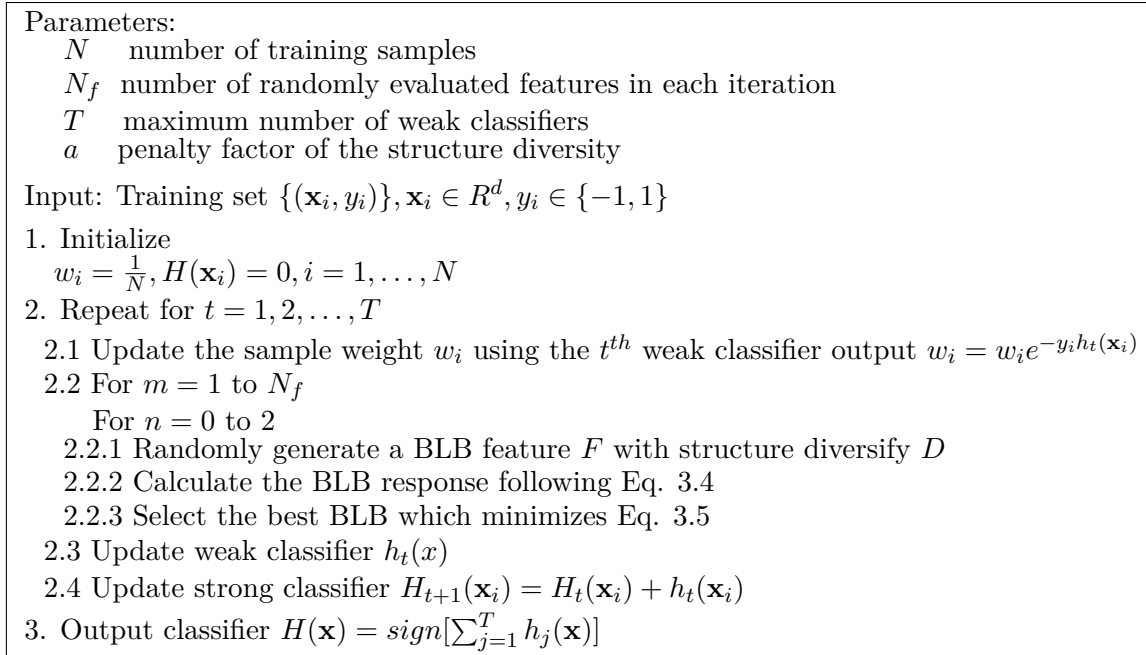 Parameters:
N number of training samples
N_f number of randomly evaluated features in each iteration
T maximum number of weak classifiers
a penalty factor of the structure diversity
Input: Training set {(x_i, y_i)}, x_i ∈ R^d, y_i ∈ {−1, 1}
1. Initialize
w_i = 1/N, H(x_i) = 0, i = 1, . . . , N
2. Repeat for t = 1, 2, . . . , T
2.1 Update the sample weight w_i using the t^th weak classifier output w_i = w_i e^{−y_i h_t(x_i)}
2.2 For m = 1 to N_f
For n = 0 to 2
2.2.1 Randomly generate a BLB feature F with structure diversify D
2.2.2 Calculate the BLB response following Eq. 3.4
2.2.3 Select the best BLB which minimizes Eq. 3.5
2.3 Update weak classifier h_t(x)
2.4 Update strong classifier H_{t+1}(x_i) = H_t(x_i) + h_t(x_i)
3. Output classifier H(x) = sign[∑_{j=1}^{T} h_j(x)]